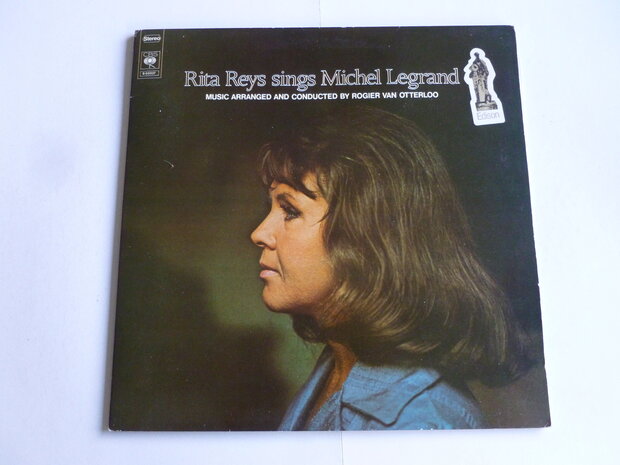 Stereo
CBS
Rita Reys sings Michel Legrand
MUSIC ARRANGED AND CONDUCTED BY ROGIER VAN OTTERLOO
Edison